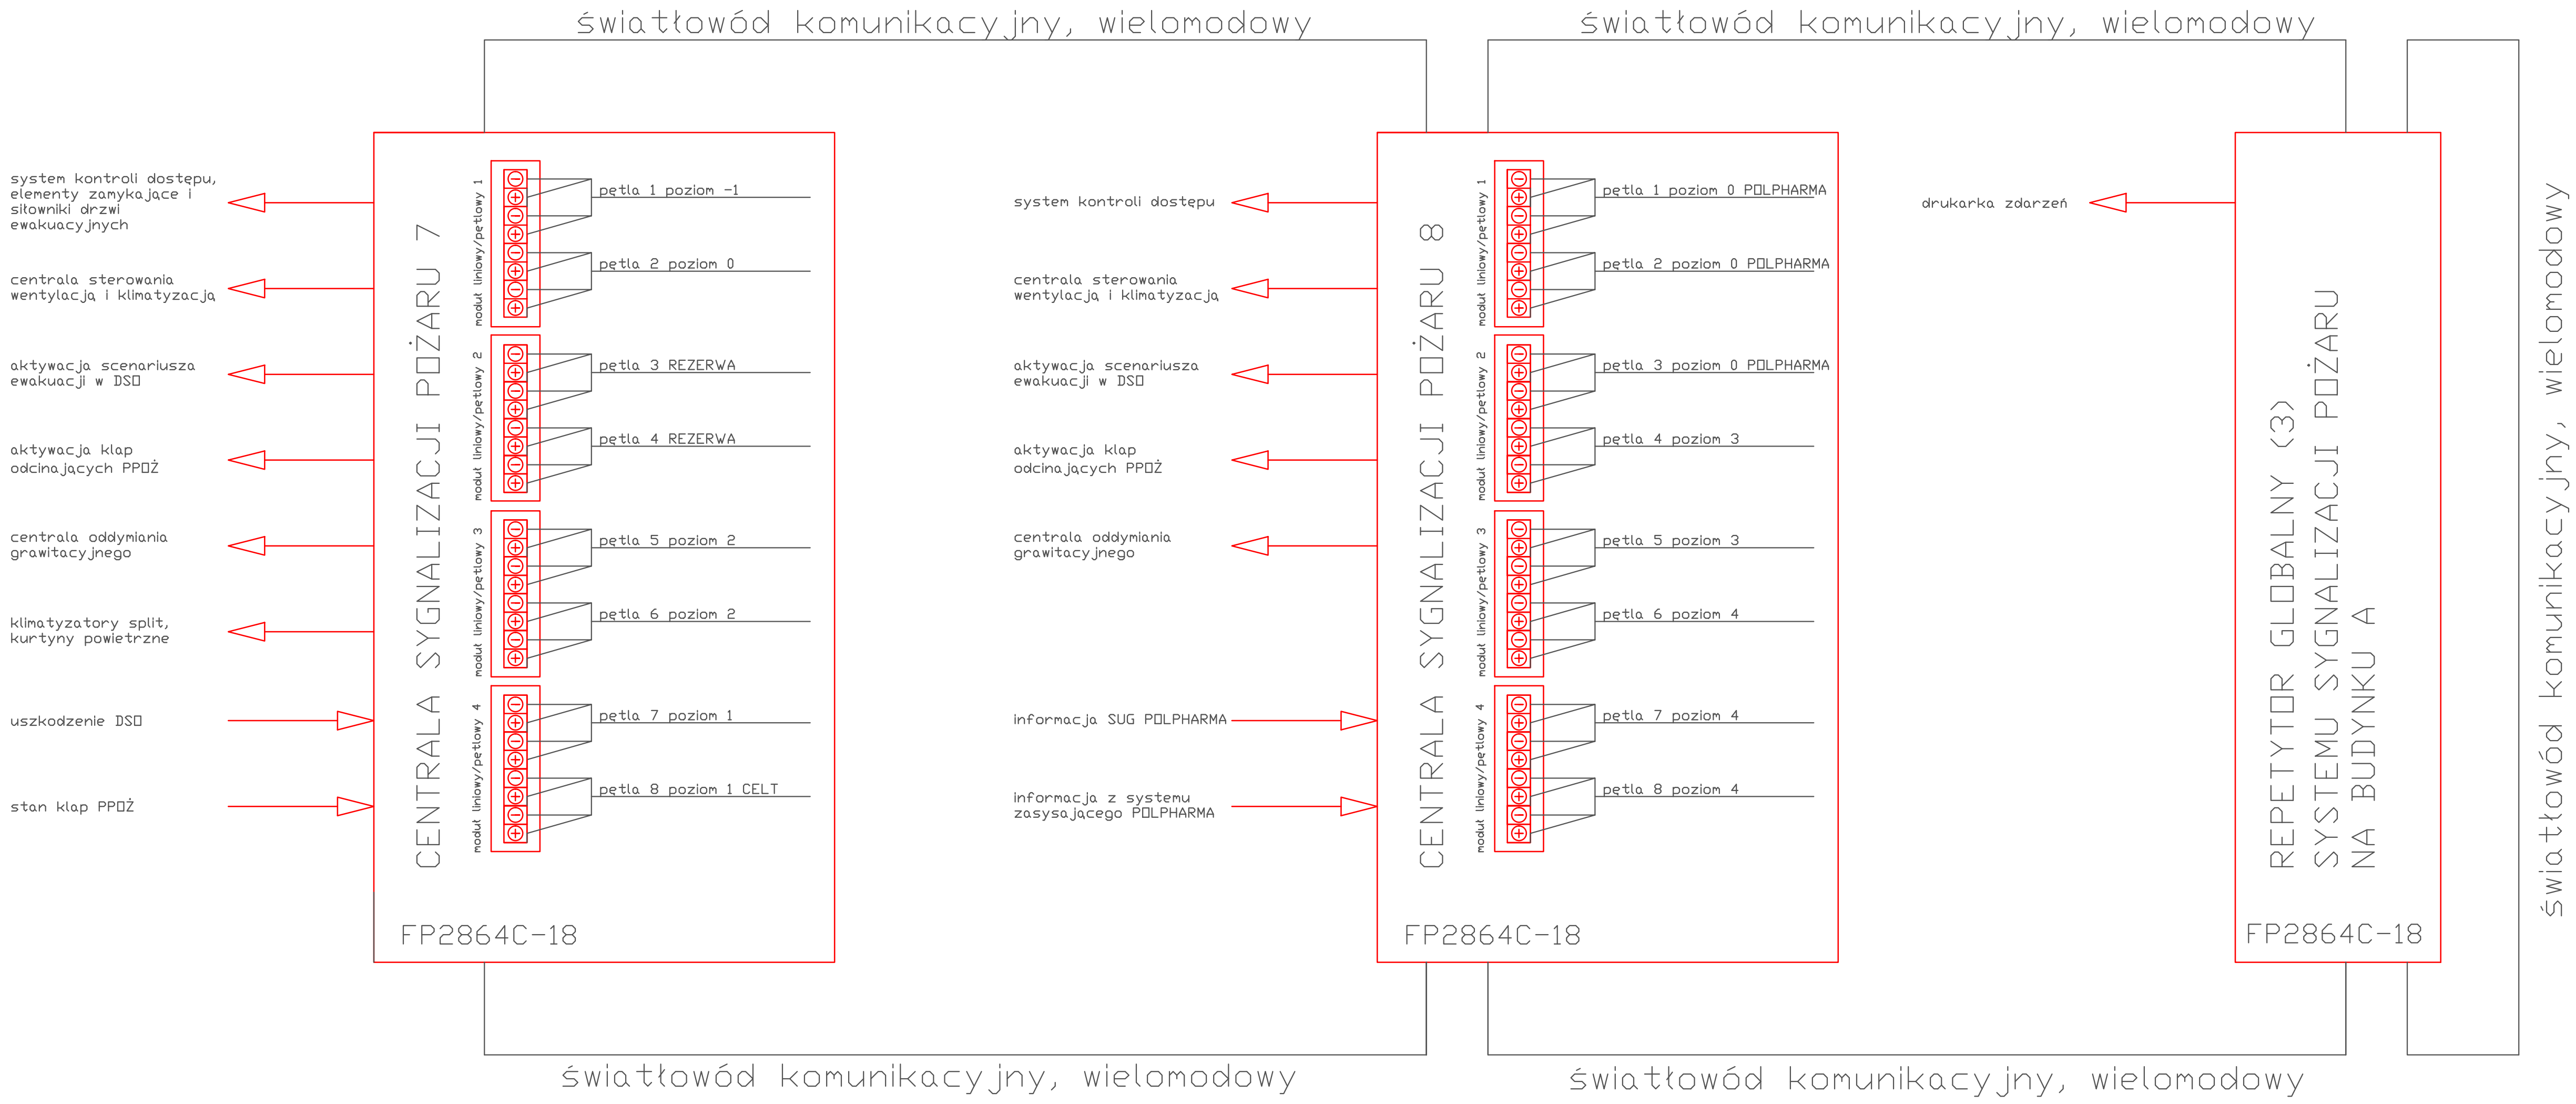 światłowód komunikacyjny, wielomodowy
światłowód komunikacyjny, wielomodowy
system kontroli dostępu,
elementy zamykające i
siłowniki drzwi
ewakuacyjnych
centrala sterowania
wentylacją i klimatyzacją
aktywacja scenariusza
ewakuacji w DSO
aktywacja klap
odcinających PPOŻ
centrala oddymiania
grawitacyjnego
klimatyzatory split,
kurtyny powietrzne
uszkodzenie DSO
stan klap PPOŻ
CENTRALA SYGNALIZACJI POŻARU 7
moduł liniowy/pętlowy 1
pętla 1 poziom -1
pętla 2 poziom 0
moduł liniowy/pętlowy 2
pętla 3 REZERWA
pętla 4 REZERWA
moduł liniowy/pętlowy 3
pętla 5 poziom 2
pętla 6 poziom 2
moduł liniowy/pętlowy 4
pętla 7 poziom 1
pętla 8 poziom 1 CELT
FP2864C-18
system kontroli dostępu
centrala sterowania
wentylacją i klimatyzacją
aktywacja scenariusza
ewakuacji w DSO
aktywacja klap
odcinających PPOŻ
centrala oddymiania
grawitacyjnego
informacja SUG POLPHARMA
informacja z systemu
zasysającego POLPHARMA
CENTRALA SYGNALIZACJI POŻARU 8
moduł liniowy/pętlowy 1
pętla 1 poziom 0 POLPHARMA
pętla 2 poziom 0 POLPHARMA
moduł liniowy/pętlowy 2
pętla 3 poziom 0 POLPHARMA
pętla 4 poziom 3
moduł liniowy/pętlowy 3
pętla 5 poziom 3
pętla 6 poziom 4
moduł liniowy/pętlowy 4
pętla 7 poziom 4
pętla 8 poziom 4
FP2864C-18
drukarka zdarzeń
REPETYTOR GLOBALNY (3)
SYSTEMU SYGNALIZACJI POŻARU
NA BUDYNKU A
FP2864C-18
światłowód komunikacyjny, wielomodowy
światłowód komunikacyjny, wielomodowy
światłowód komunikacyjny, wielomodowy